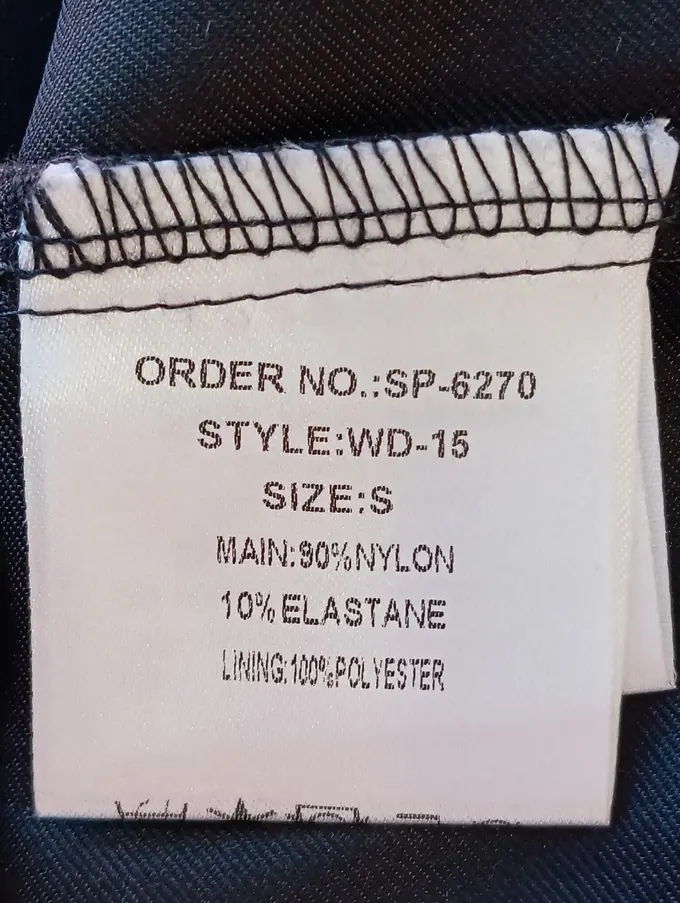 ORDER NO.:SP-6270
STYLE:WD-15
SIZE:S
MAIN:90%NYLON
10%ELASTANE
LINING:100%POLYESTER